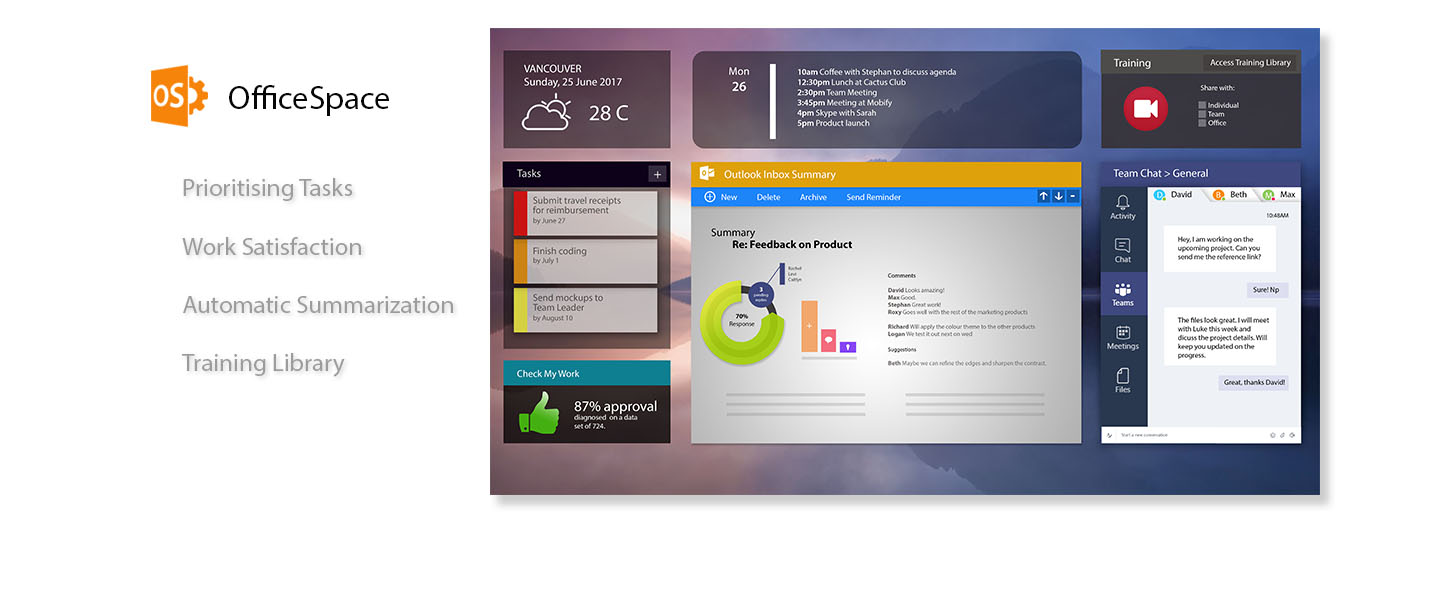 OS
OfficeSpace
Prioritising Tasks
Work Satisfaction
Automatic Summarization
Training Library
VANCOUVER
Sunday, 25 June 2017
28 C
Mon
26
10am Coffee with Stephan to discuss agenda
12:30pm Lunch at Cactus Club
2:30pm Team Meeting
3:45pm Meeting at Mobify
4pm Skype with Sarah
5pm Product launch
Training
Access Training Library
Share with:
Individual
Team
Office
Tasks
+
Submit travel receipts
for reimbursement
by June 27
Finish coding
by July 1
Send mockups to
Team Leader
by August 10
Check My Work
87% approval
diagnosed on a data
set of 724.
Outlook Inbox Summary
New
Delete
Archive
Send Reminder
Summary
Re: Feedback on Product
Rachel
Levi
Caitlyn
3
pending
replies
70%
Response
Comments
David Looks amazing!
Max Good.
Stephan Great work!
Roxy Goes well with the rest of the marketing products
Richard Will apply the colour theme to the other products
Logan We test it out next on wed
Suggestions
Beth Maybe we can refine the edges and sharpen the contrast.
Team Chat > General
D David
B Beth
M Max
Activity
Chat
Teams
Meetings
Files
10:48AM
Hey, I am working on the
upcoming project. Can you
send me the reference link?
Sure! Np
The files look great. I will meet
with Luke this week and
dicuss the project details. Will
keep you updated on the
progress.
Great, thanks David!
Start a new conversation